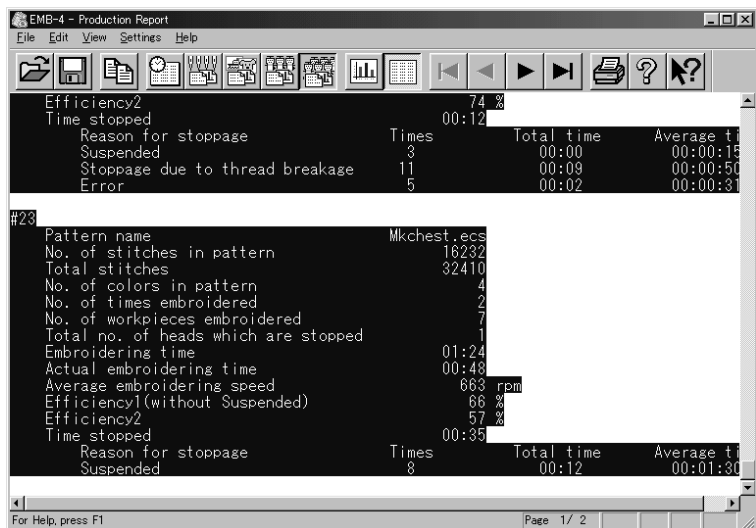 EMB-4 - Production Report
File Edit View Settings Help
Efficiency2 74 %
Time stopped 00:12
Reason for stoppage Times Total time Average ti
Suspended 3 00:00 00:00:15
Stoppage due to thread breakage 11 00:09 00:00:50
Error 5 00:02 00:00:31
#23
Pattern name Mkchest.ecs
No. of stitches in pattern 16232
Total stitches 32410
No. of colors in pattern 4
No. of times embroidered 2
No. of workpieces embroidered 7
Total no. of heads which are stopped 1
Embroidering time 01:24
Actual embroidering time 00:48
Average embroidering speed 663 rpm
Efficiency1(without Suspended) 66 %
Efficiency2 57 %
Time stopped 00:35
Reason for stoppage Times Total time Average ti
Suspended 8 00:12 00:01:30
For Help, press F1 Page 1/ 2